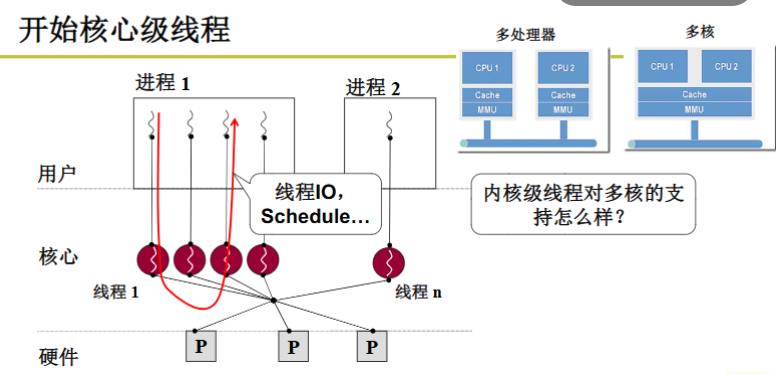 开始核心级线程
多处理器
多核
CPU 1
CPU 2
Cache
Cache
MMU
MMU
CPU 1
CPU 2
Cache
MMU
进程 1
进程 2
用户
线程IO，
Schedule…
内核级线程对多核的支
持怎么样？
核心
线程 1
线程 n
硬件
P
P
P